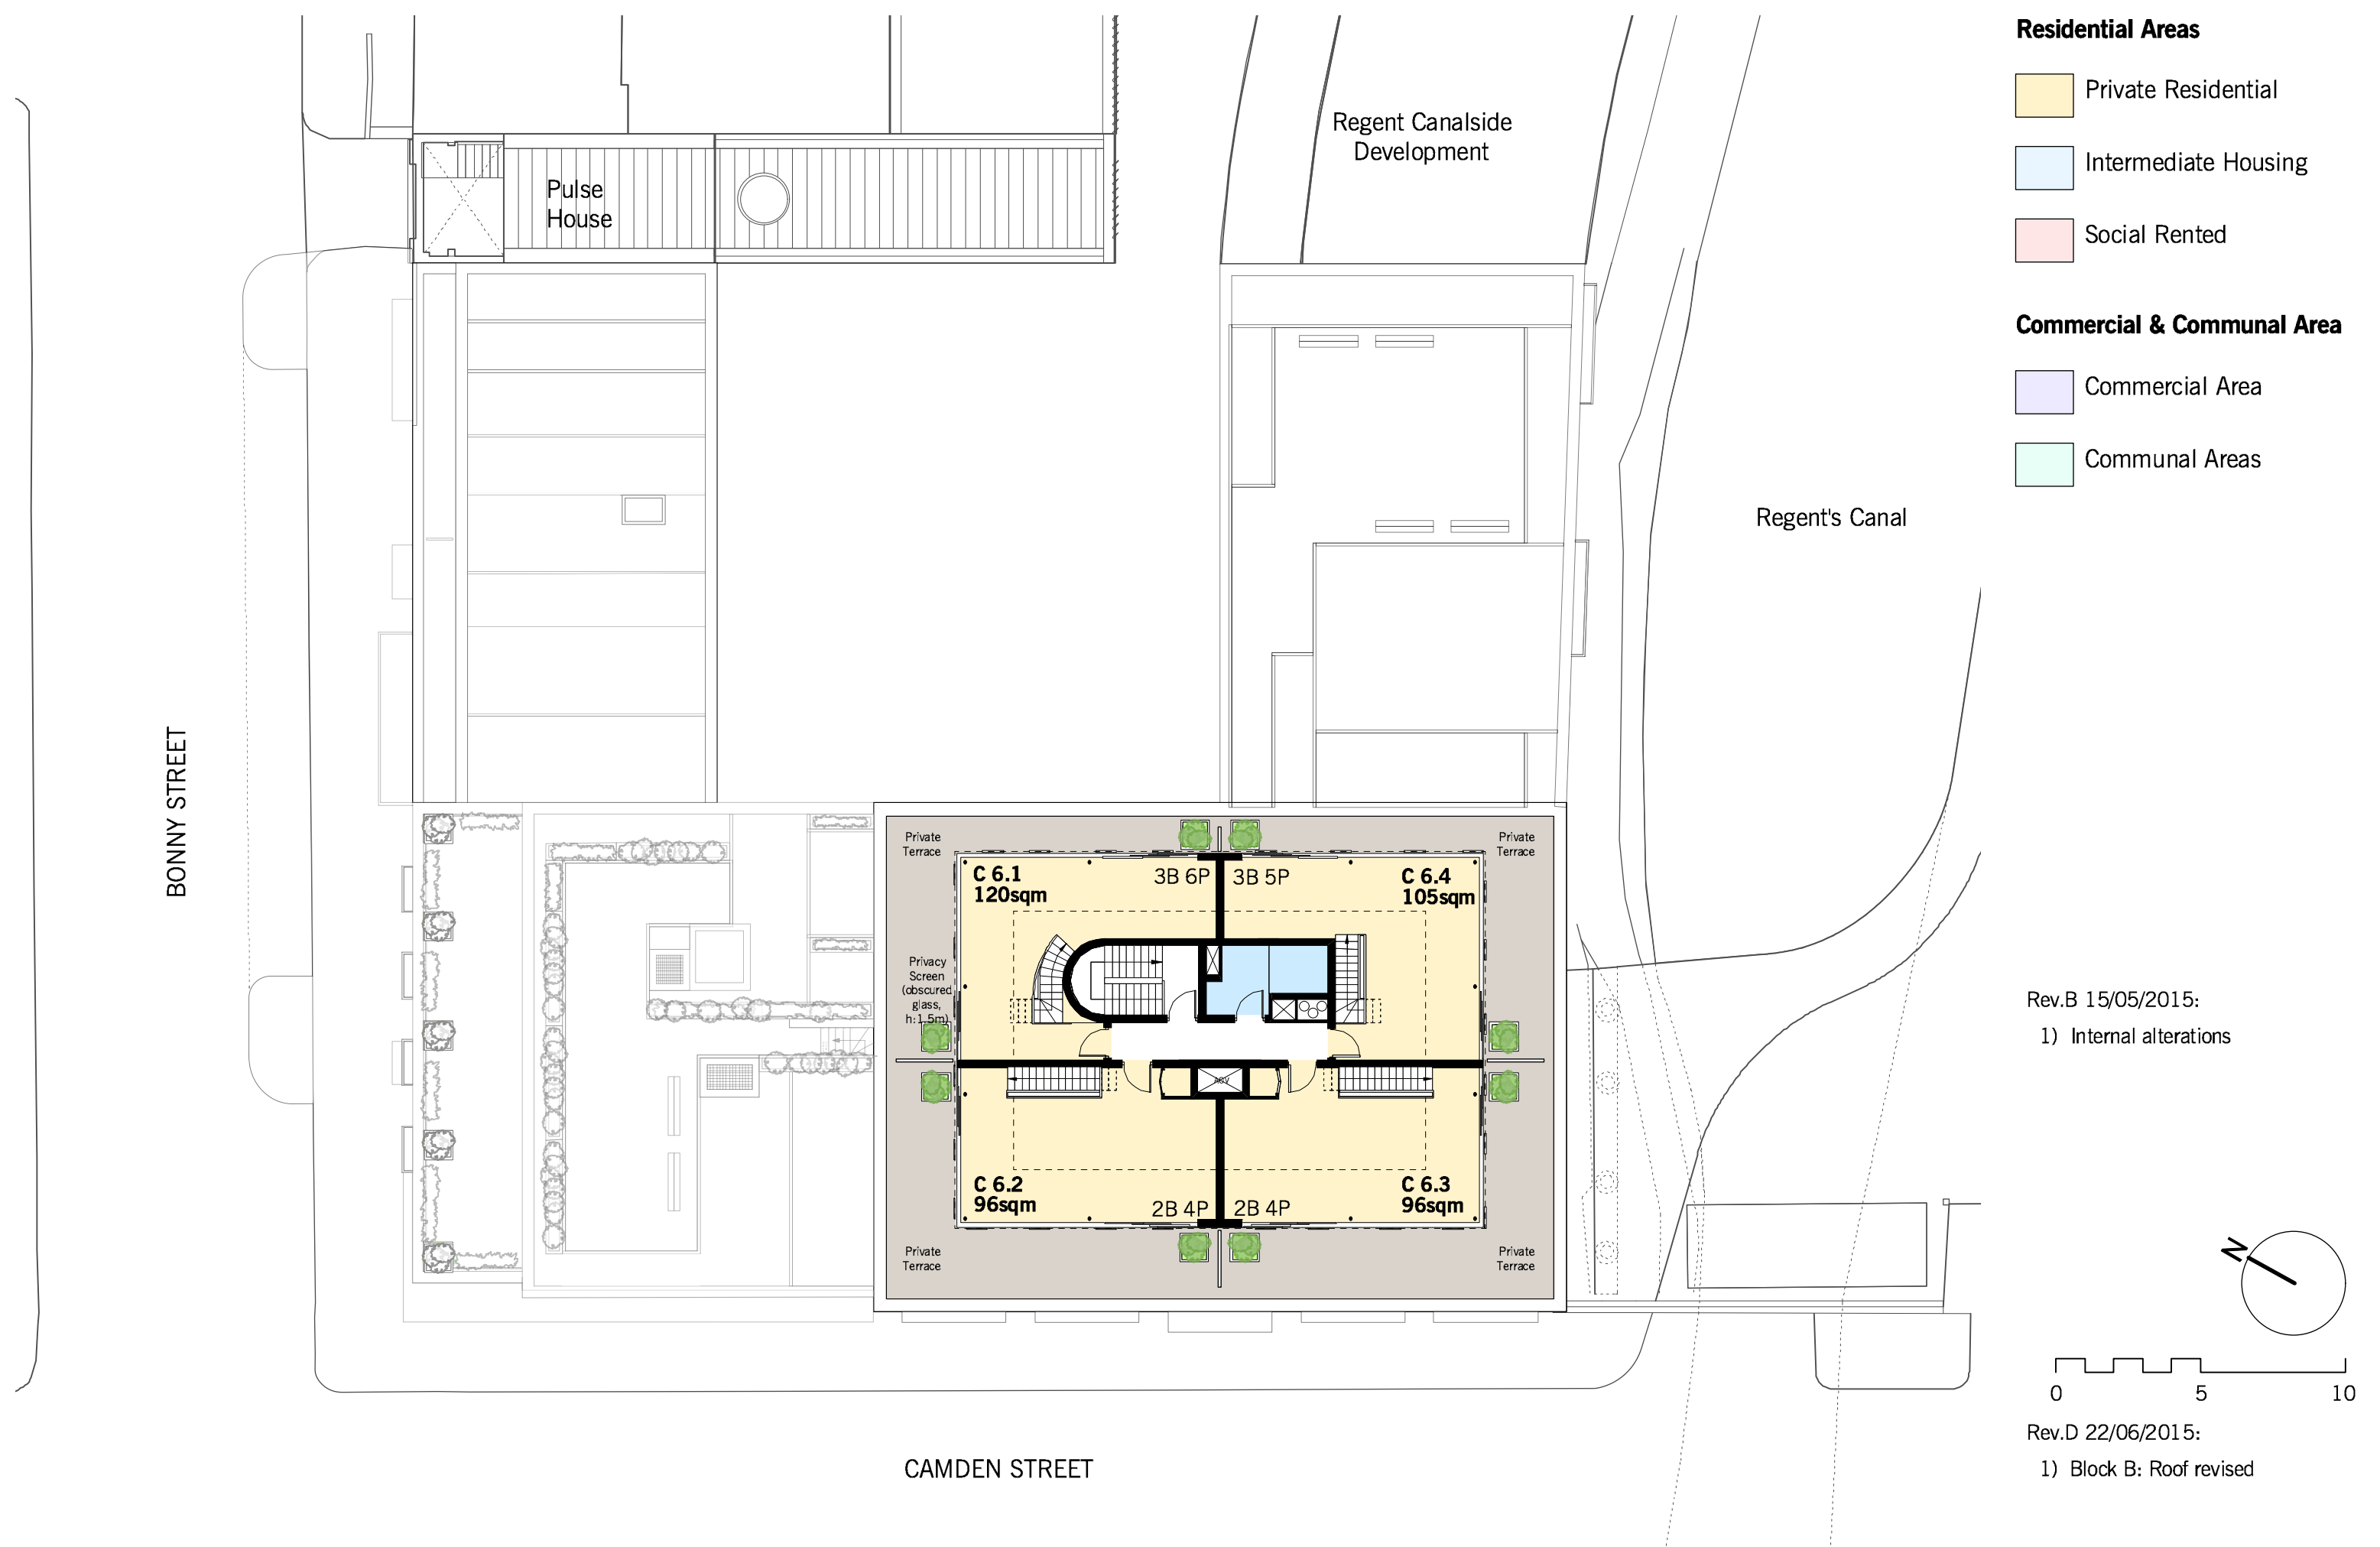 Residential Areas
Private Residential
Intermediate Housing
Social Rented
Commercial & Communal Area
Commercial Area
Communal Areas
Regent Canalside
Development
Pulse
House
Regent's Canal
BONNY STREET
Private
Terrace
Private
Terrace
C 6.1
120sqm
3B 6P
3B 5P
C 6.4
105sqm
Privacy
Screen
(obscured
glass,
h:1.5m)
AOV
C 6.2
96sqm
2B 4P
2B 4P
C 6.3
96sqm
Private
Terrace
Private
Terrace
Rev.B 15/05/2015:
1) Internal alterations
N
0 5 10
Rev.D 22/06/2015:
1) Block B: Roof revised
CAMDEN STREET